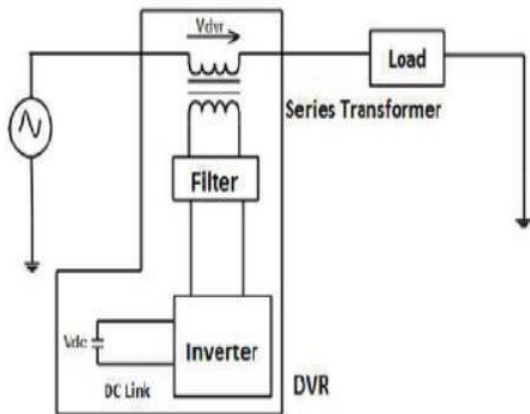 Vdvr
Load
Series Transformer
Filter
Vdc
Inverter
DC Link
DVR